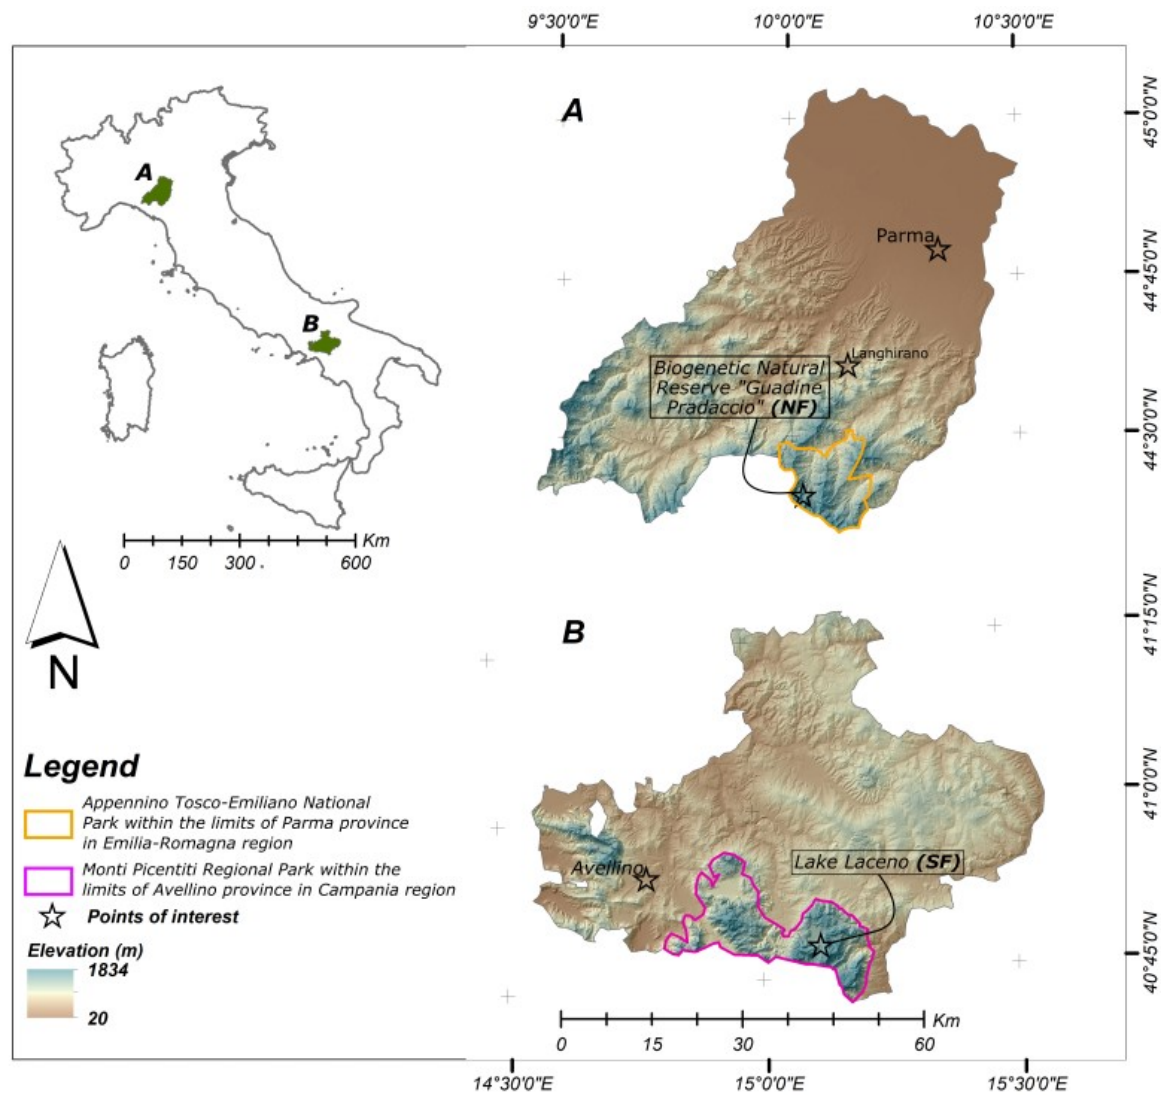 9°30'0"E 10°0'0"E 10°30'0"E
A
45°0'0"N
A
Parma
44°45'0"N
B
Langhirano
Biogenetic Natural
Reserve "Guadine
Pradaccio" (NF)
44°30'0"N
Km
0 150 300 600
N
B
41°15'0"N
Legend
Appennino Tosco-Emiliano National
Park within the limits of Parma province
in Emilia-Romagna region
Monti Picentiti Regional Park within the
limits of Avellino province in Campania region
Points of interest
Elevation (m)
1834
20
41°0'0"N
Avellino
Lake Laceno (SF)
40°45'0"N
Km
0 15 30 60
14°30'0"E 15°0'0"E 15°30'0"E